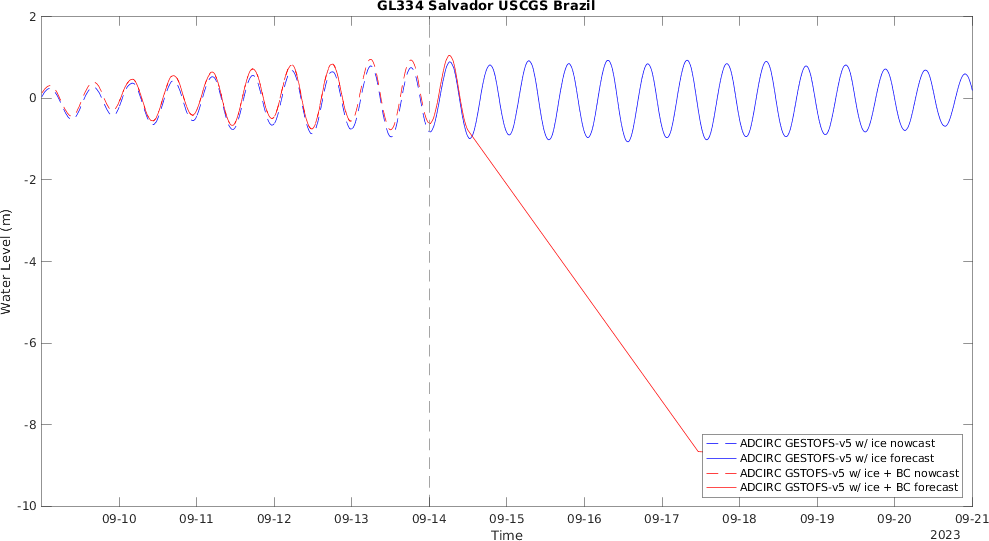 GL334 Salvador USCGS Brazil
2
0
-2
-4
-6
-8
-10
Water Level (m)
ADCIRC GESTOFS-v5 w/ ice nowcast
ADCIRC GESTOFS-v5 w/ ice forecast
ADCIRC GSTOFS-v5 w/ ice + BC nowcast
ADCIRC GSTOFS-v5 w/ ice + BC forecast
09-10 09-11 09-12 09-13 09-14 09-15 09-16 09-17 09-18 09-19 09-20 09-21
Time
2023